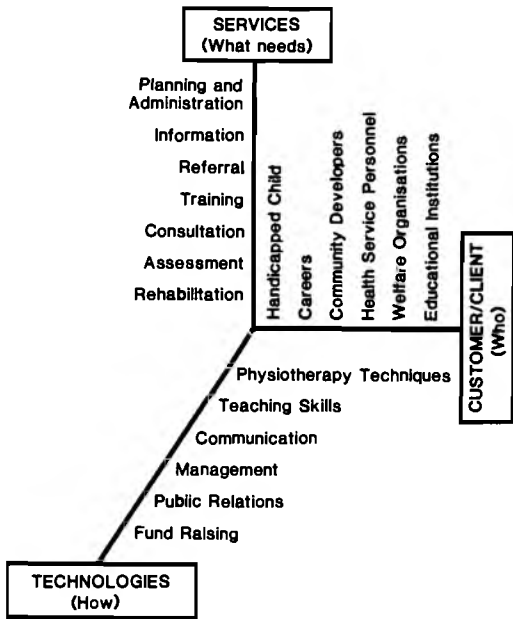 SERVICES
(What needs)
Planning and
Administration
Information
Referral
Training
Consultation
Assessment
Rehabilitation
Handicapped Child
Careers
Community Developers
Health Service Personnel
Welfare Organisations
Educational Institutions
CUSTOMER/CLIENT
(Who)
Physiotherapy Techniques
Teaching Skills
Communication
Management
Public Relations
Fund Raising
TECHNOLOGIES
(How)